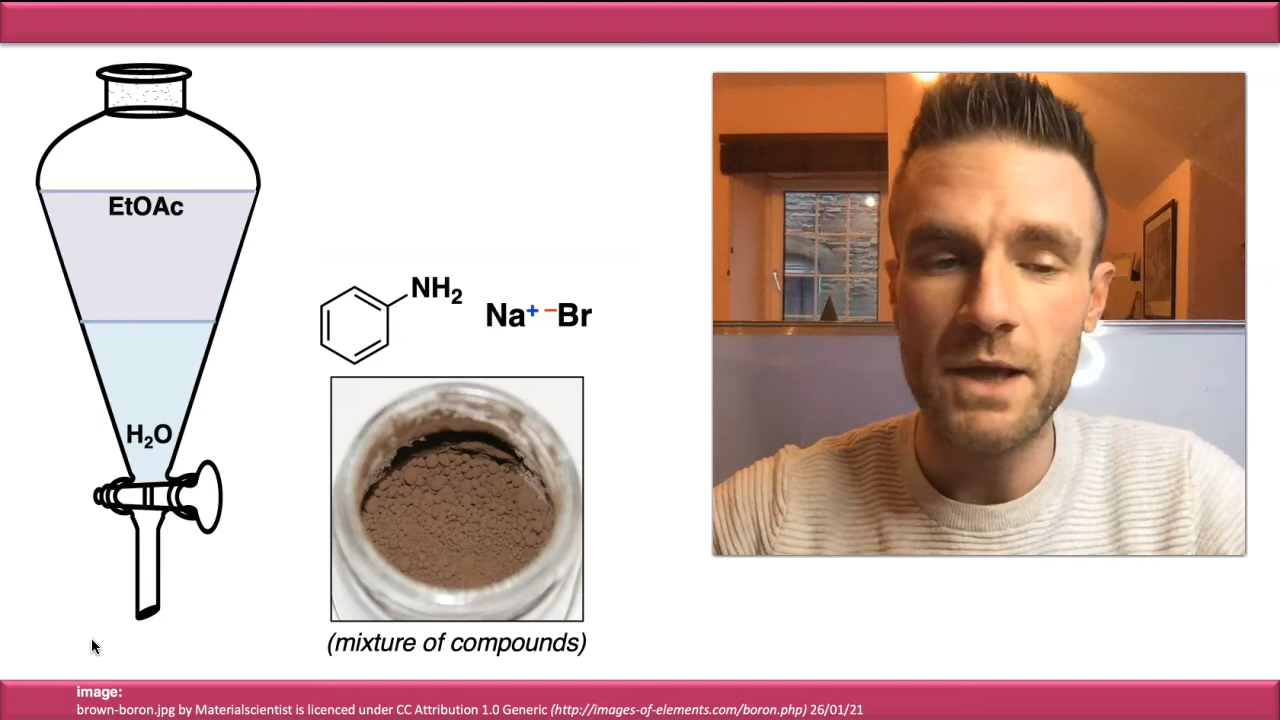 EtOAc
NH₂
Na⁺ ⁻Br
H₂O
(mixture of compounds)
image:
brown-boron.jpg by Materialscientist is licenced under CC Attribution 1.0 Generic (http://images-of-elements.com/boron.php) 26/01/21